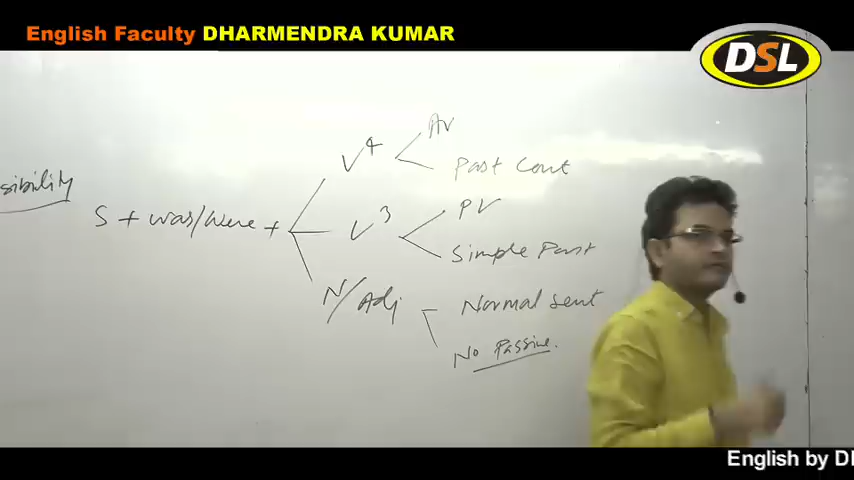 English Faculty DHARMENDRA KUMAR
DSL
AV
V4
Past Cont
sibility
S + was/were +
V3
PV
Simple Past
N/Adj
Normal sent
No Passive.
English by D